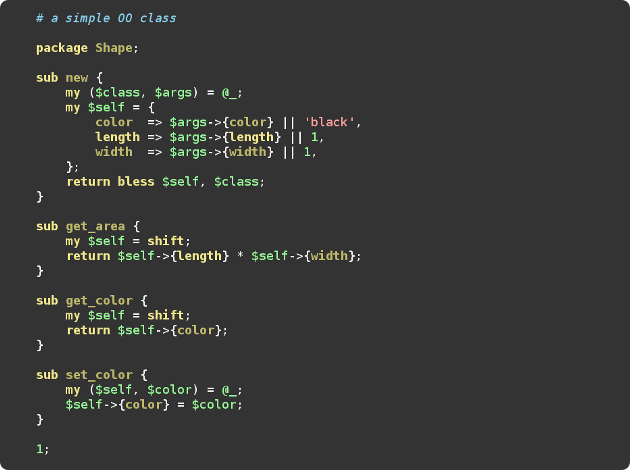 # a simple OO class
package Shape;
sub new {
    my ($class, $args) = @_;
    my $self = {
        color  => $args->{color} || 'black',
        length => $args->{length} || 1,
        width  => $args->{width} || 1,
    };
    return bless $self, $class;
}
sub get_area {
    my $self = shift;
    return $self->{length} * $self->{width};
}
sub get_color {
    my $self = shift;
    return $self->{color};
}
sub set_color {
    my ($self, $color) = @_;
    $self->{color} = $color;
}
1;